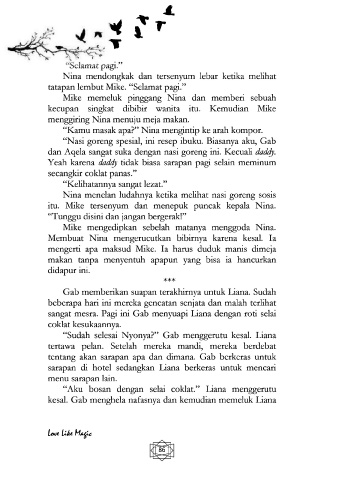 "Selamat pagi."
Nina mendongkak dan tersenyum lebar ketika melihat
tatapan lembut Mike. "Selamat pagi."
Mike memeluk pinggang Nina dan memberi sebuah
kecupan singkat dibibir wanita itu. Kemudian Mike
menggiring Nina menuju meja makan.
"Kamu masak apa?" Nina mengintip ke arah kompor.
"Nasi goreng spesial, ini resep ibuku. Biasanya aku, Gab
dan Aqela sangat suka dengan nasi goreng ini. Kecuali daddy.
Yeah karena daddy tidak biasa sarapan pagi selain meminum
secangkir coklat panas."
"Kelihatannya sangat lezat."
Nina menelan ludahnya ketika melihat nasi goreng sosis
itu. Mike tersenyum dan menepuk puncak kepala Nina.
"Tunggu disini dan jangan bergerak!"
Mike mengedipkan sebelah matanya menggoda Nina.
Membuat Nina mengerucutkan bibirnya karena kesal. Ia
mengerti apa maksud Mike. Ia harus duduk manis dimeja
makan tanpa menyentuh apapun yang bisa ia hancurkan
didapur ini.
***
Gab memberikan suapan terakhirnya untuk Liana. Sudah
beberapa hari ini mereka gencatan senjata dan malah terlihat
sangat mesra. Pagi ini Gab menyuapi Liana dengan roti selai
coklat kesukaannya.
"Sudah selesai Nyonya?" Gab menggerutu kesal. Liana
tertawa pelan. Setelah mereka mandi, mereka berdebat
tentang akan sarapan apa dan dimana. Gab berkeras untuk
sarapan di hotel sedangkan Liana berkeras untuk mencari
menu sarapan lain.
"Aku bosan dengan selai coklat." Liana menggerutu
kesal. Gab menghela nafasnya dan kemudian memeluk Liana
Love Like Magic
86